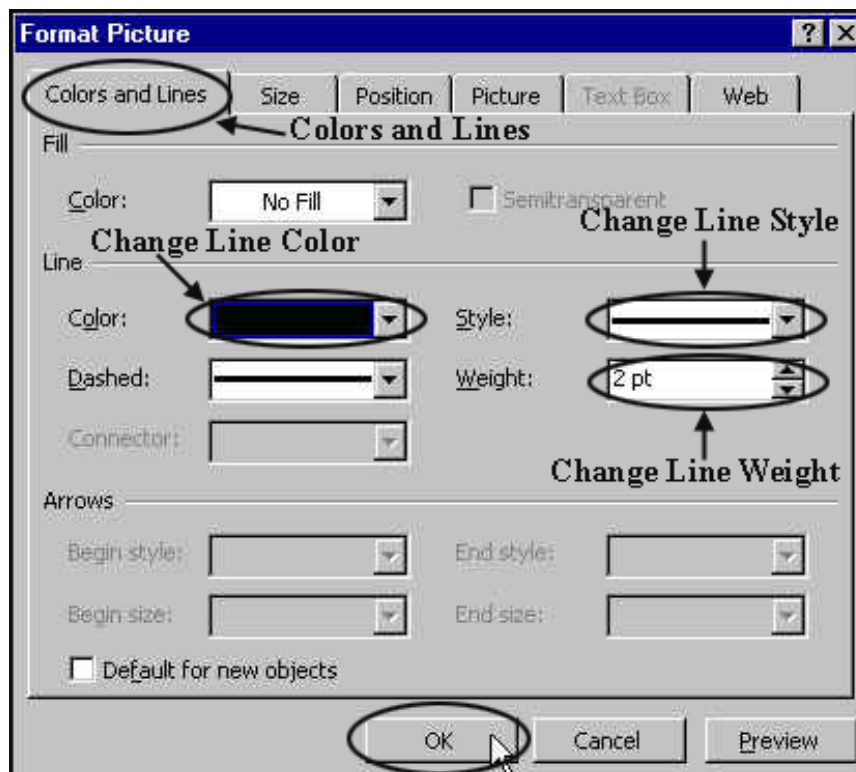 Format Picture
Colors and Lines Size Position Picture Text Box Web
Colors and Lines
Fill
Color: No Fill Semitransparent
Change Line Style
Change Line Color
Line
Color: Style:
Dashed: Weight: 2 pt
Connector:
Change Line Weight
Arrows
Begin style: End style:
Begin size: End size:
Default for new objects
OK Cancel Preview